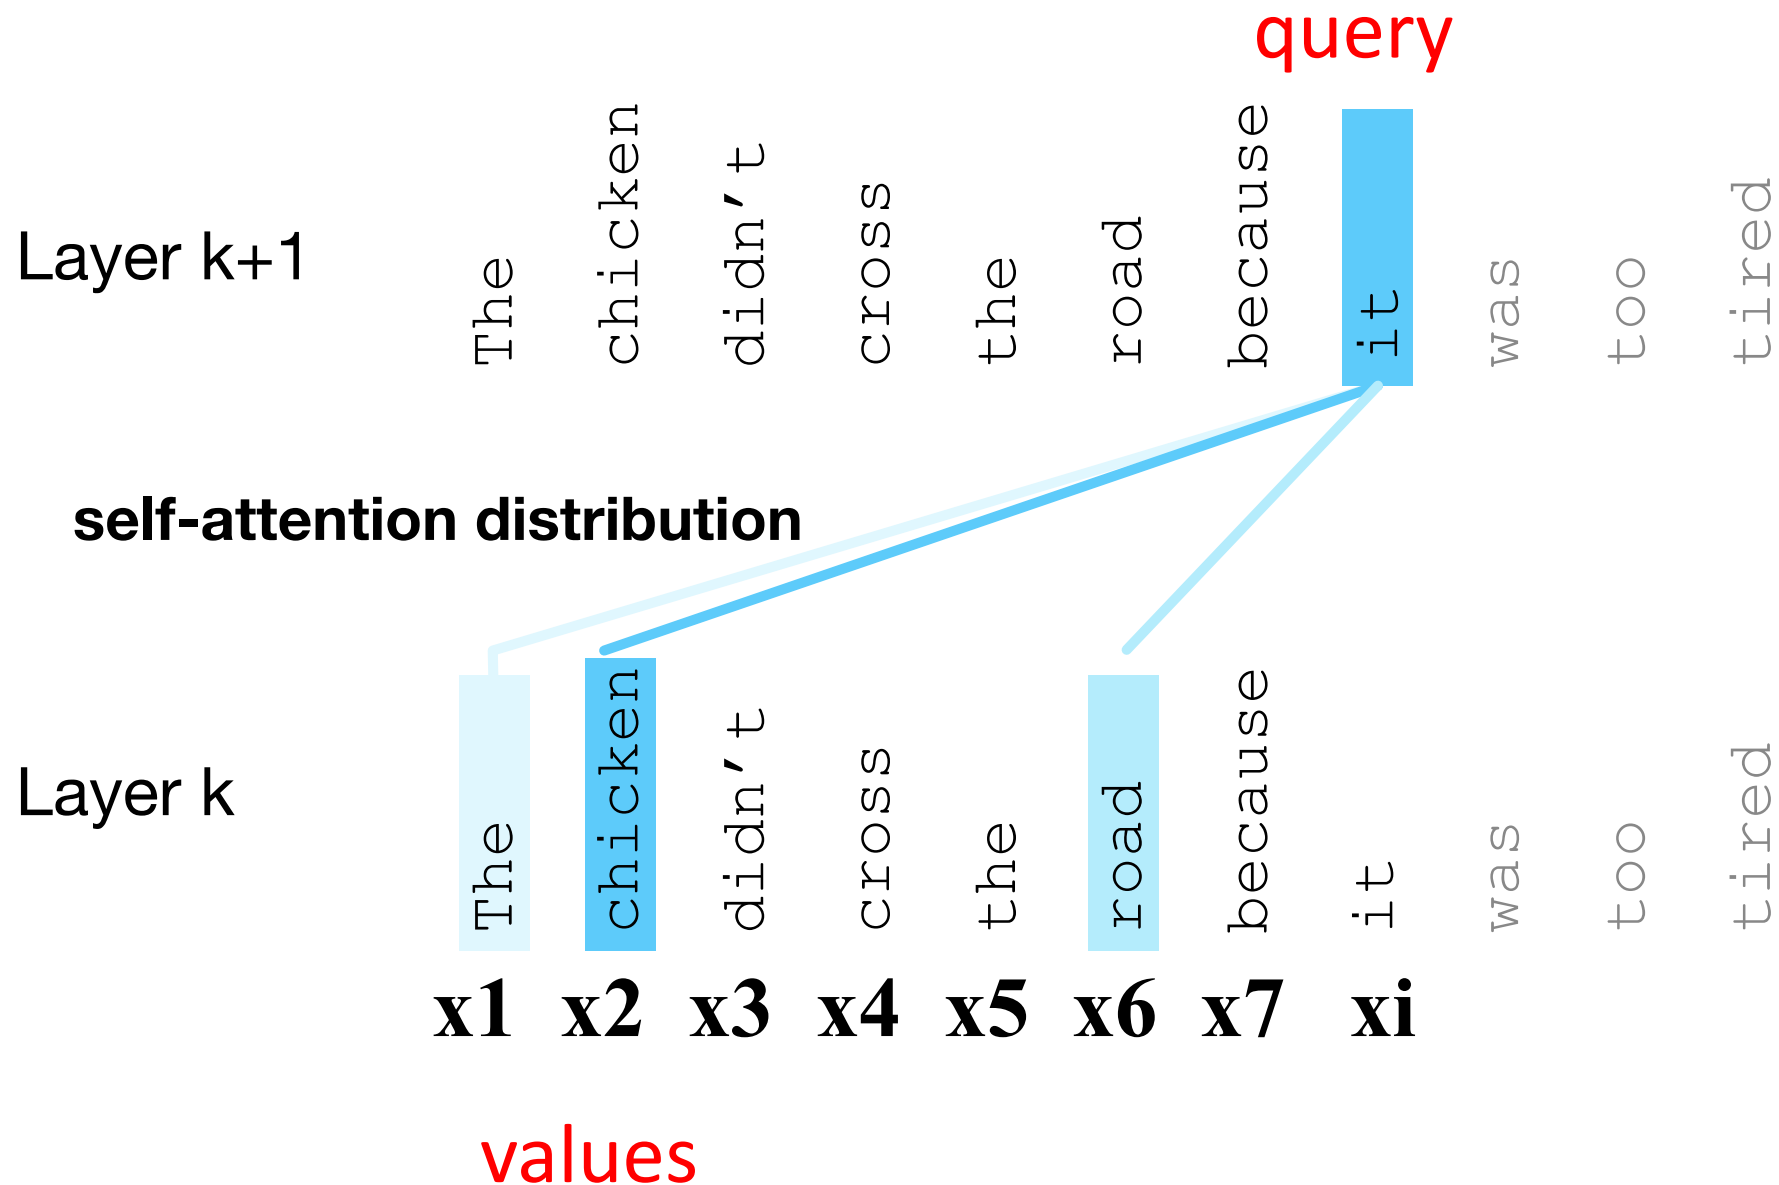 query
Layer k+1
The chicken didn’t cross the road because it was too tired
self-attention distribution
Layer k
The chicken didn’t cross the road because it was too tired
x1 x2 x3 x4 x5 x6 x7 xi
values